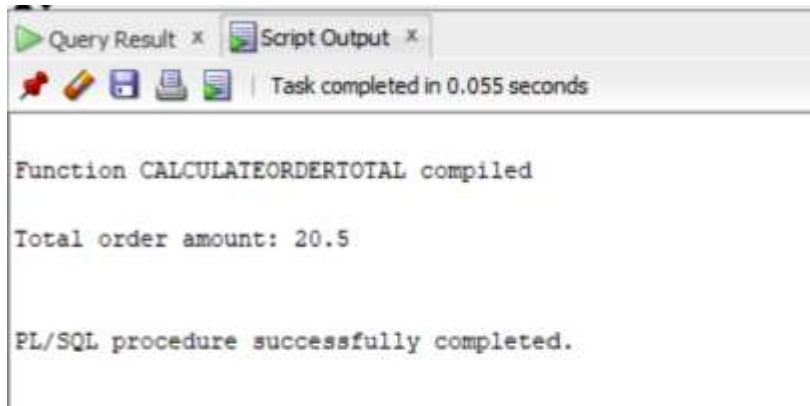 Query Result x Script Output x
Task completed in 0.055 seconds
Function CALCULATEORDERTOTAL compiled
Total order amount: 20.5
PL/SQL procedure successfully completed.